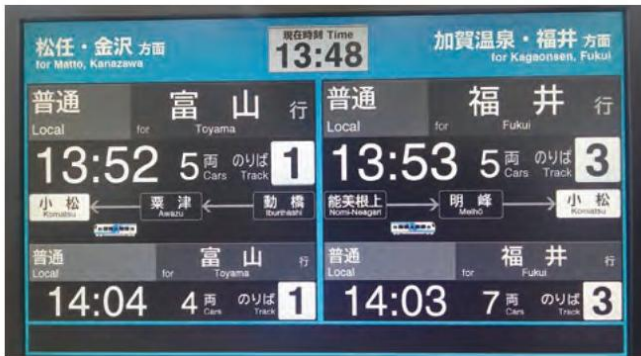 松任・金沢 方面
for Matto, Kanazawa
現在時刻 Time
13:48
加賀温泉・福井 方面
for Kagaonsen, Fukui
普通 富山 行
Local for Toyama
13:52 5 両 Cars のりば Track 1
小松 粟津 動橋
Komatsu Awazu Iburihashi
普通 富山 行
Local for Toyama
14:04 4 両 Cars のりば Track 1
普通 福井 行
Local for Fukui
13:53 5 両 Cars のりば Track 3
能美根上 明峰 小松
Nomi-Neagari Meihō Komatsu
普通 福井 行
Local for Fukui
14:03 7 両 Cars のりば Track 3